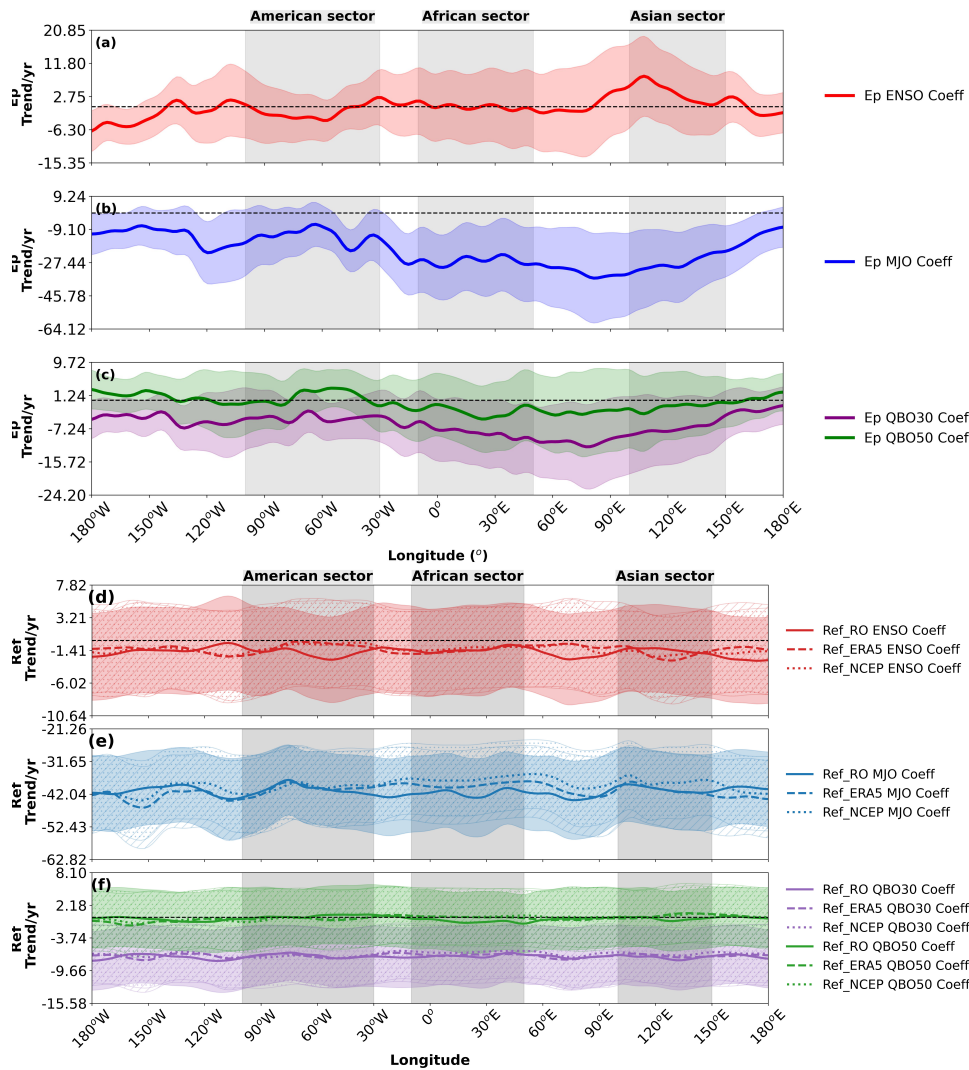 American sector African sector Asian sector
(a)
20.85
11.80
2.75
-6.30
-15.35
Ep
Trend/yr
Ep ENSO Coeff
(b)
9.24
-9.10
-27.44
-45.78
-64.12
Ep
Trend/yr
Ep MJO Coeff
(c)
9.72
1.24
-7.24
-15.72
-24.20
Ep
Trend/yr
Ep QBO30 Coef
Ep QBO50 Coef
180°W 150°W 120°W 90°W 60°W 30°W 0° 30°E 60°E 90°E 120°E 150°E 180°E
Longitude (°)
American sector African sector Asian sector
(d)
7.82
3.21
-1.41
-6.02
-10.64
Ref
Trend/yr
Ref_RO ENSO Coeff
Ref_ERA5 ENSO Coeff
Ref_NCEP ENSO Coeff
(e)
-21.26
-31.65
-42.04
-52.43
-62.82
Ref
Trend/yr
Ref_RO MJO Coeff
Ref_ERA5 MJO Coeff
Ref_NCEP MJO Coeff
(f)
8.10
2.18
-3.74
-9.66
-15.58
Ref
Trend/yr
Ref_RO QBO30 Coeff
Ref_ERA5 QBO30 Coeff
Ref_NCEP QBO30 Coeff
Ref_RO QBO50 Coeff
Ref_ERA5 QBO50 Coeff
Ref_NCEP QBO50 Coeff
180°W 150°W 120°W 90°W 60°W 30°W 0° 30°E 60°E 90°E 120°E 150°E 180°E
Longitude